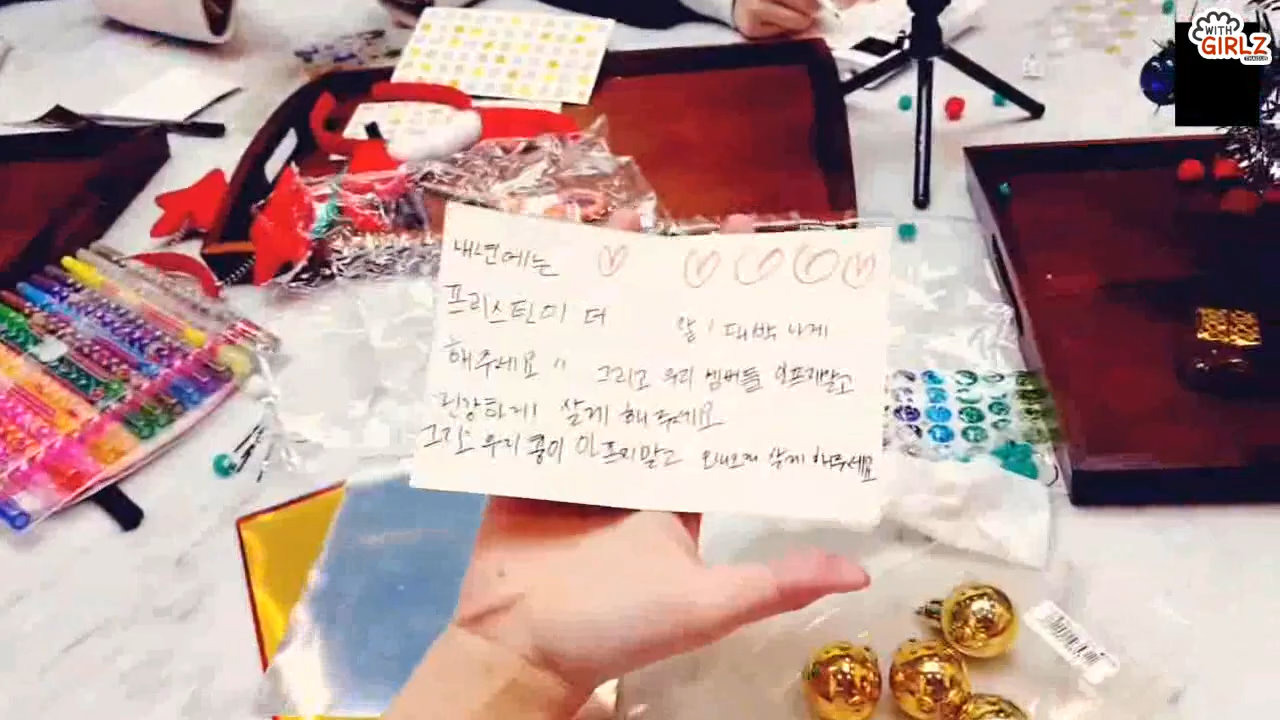 WITH
GIRLZ
내년에는 ♡ ♡♡♡♡
프리스틴이 더 잘! 대박 나게
해주세요 " 그리고 우리 멤버들 아프지말고
건강하게! 살게 해주세요
그리고 우리 콩이 아프지말고 오래오래 살게 해주세요